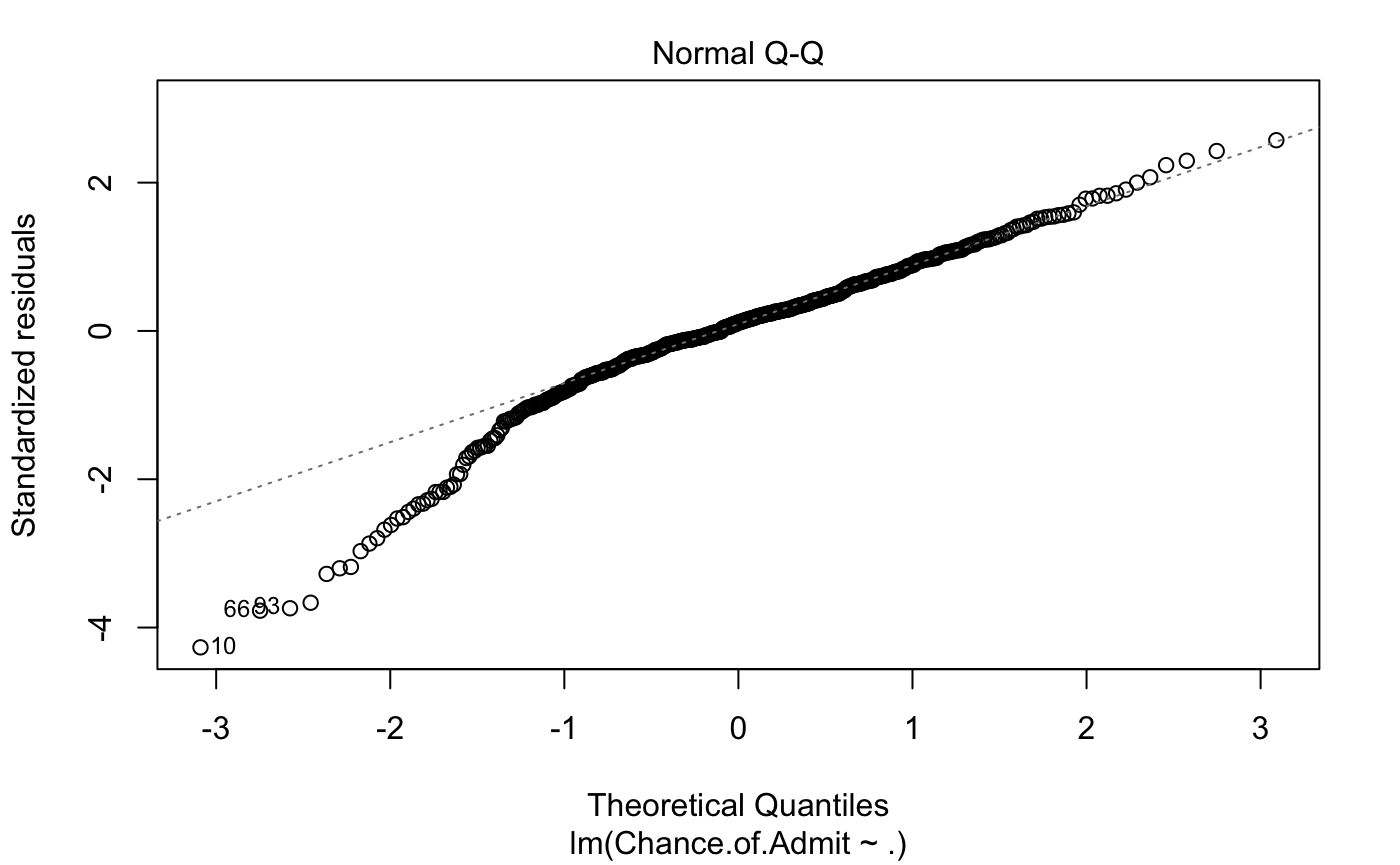 Normal Q-Q
Standardized residuals
2
0
-2
-4
66
93
10
-3 -2 -1 0 1 2 3
Theoretical Quantiles
lm(Chance.of.Admit ~ .)